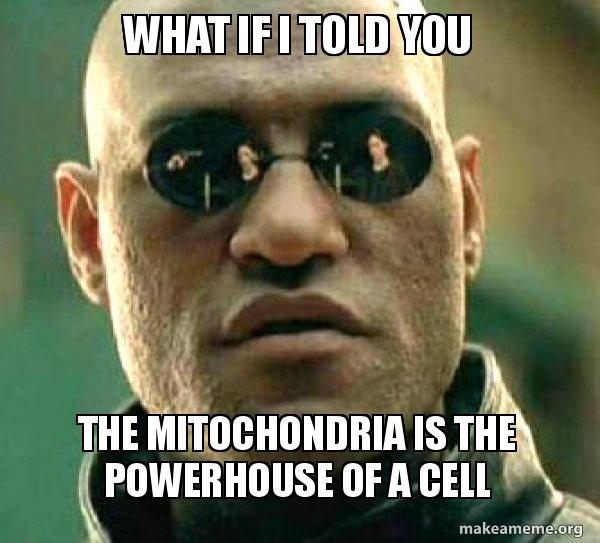 WHAT IF I TOLD YOU
THE MITOCHONDRIA IS THE
POWERHOUSE OF A CELL
makeameme.org